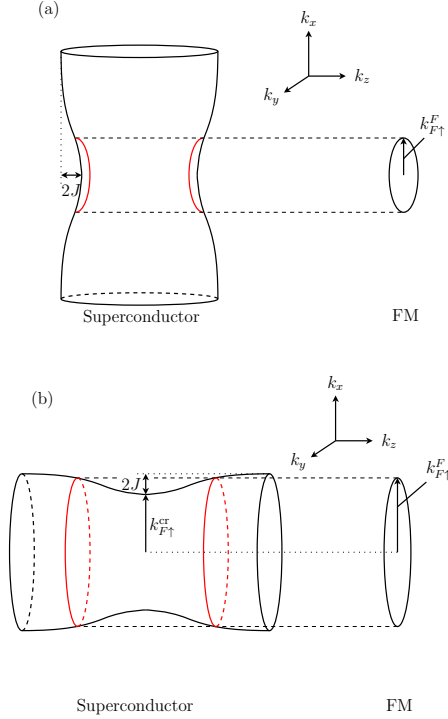 (a)
k_x
k_z
k_y
k^F_{F↑}
2J
Superconductor FM
(b)
k_x
k_z
k_y
k^F_{F↑}
2J
k^{cr}_{F↑}
Superconductor FM